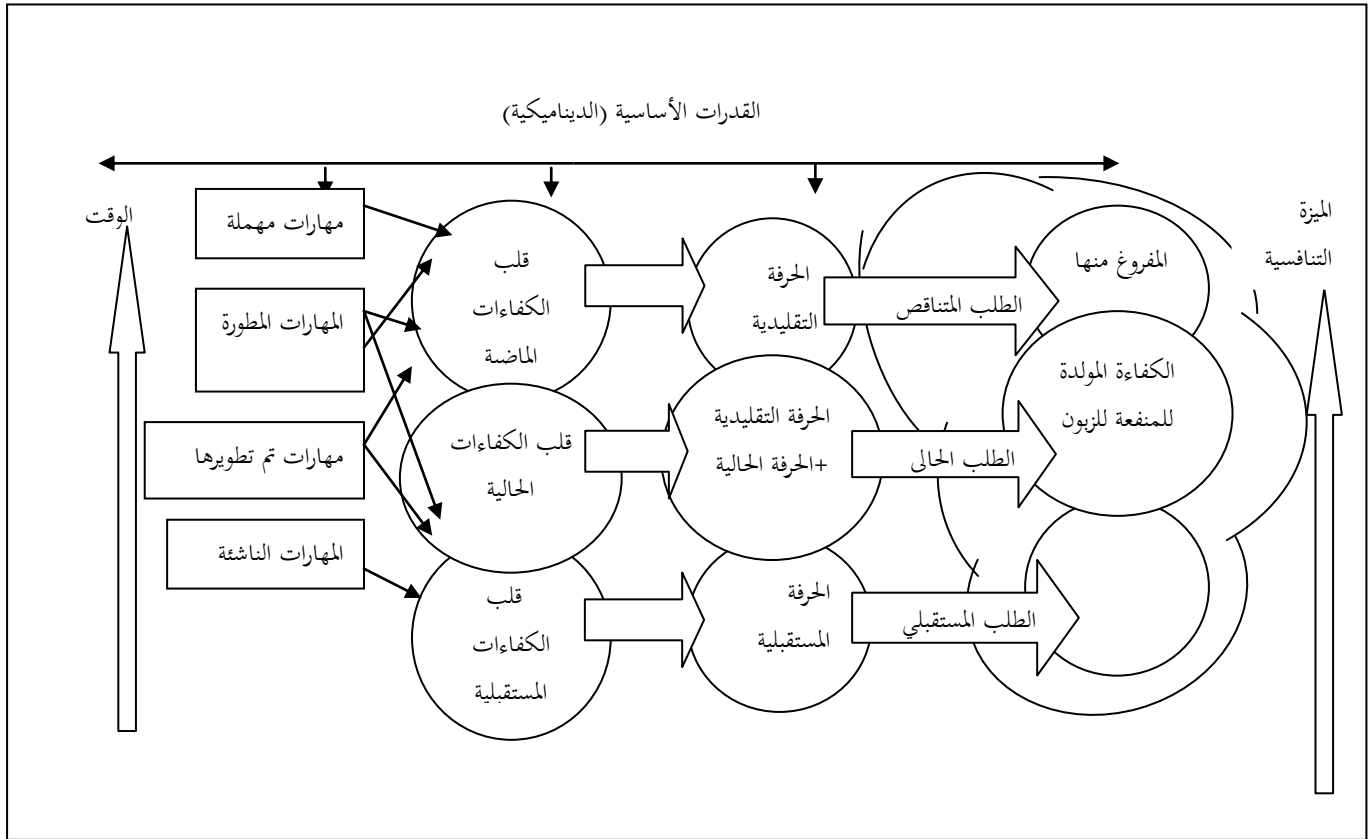 القدرات الأساسية (الديناميكية)
الميزة
التنافسية
الوقت
مهارات مهملة
المهارات المطورة
مهارات تم تطويرها
المهارات الناشئة
قلب
الكفاءات
الماضية
قلب الكفاءات
الحالية
قلب
الكفاءات
المستقبلية
الحرفة
التقليدية
الحرفة التقليدية
+الحرفة الحالية
الحرفة
المستقبلية
الطلب المتناقص
الطلب الحالي
الطلب المستقبلي
المفروغ منها
الكفاءة المولدة
للمنفعة للزبون